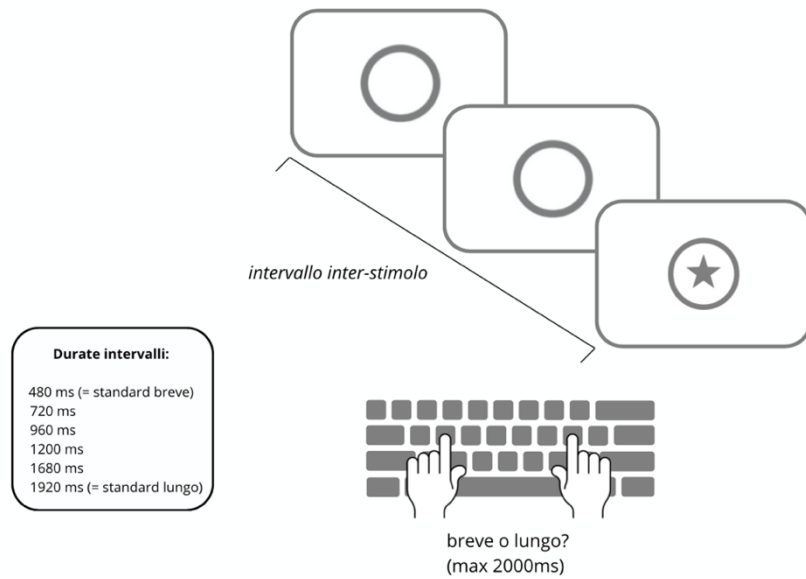 intervallo inter-stimolo
Durate intervalli:
480 ms (= standard breve)
720 ms
960 ms
1200 ms
1680 ms
1920 ms (= standard lungo)
breve o lungo?
(max 2000ms)